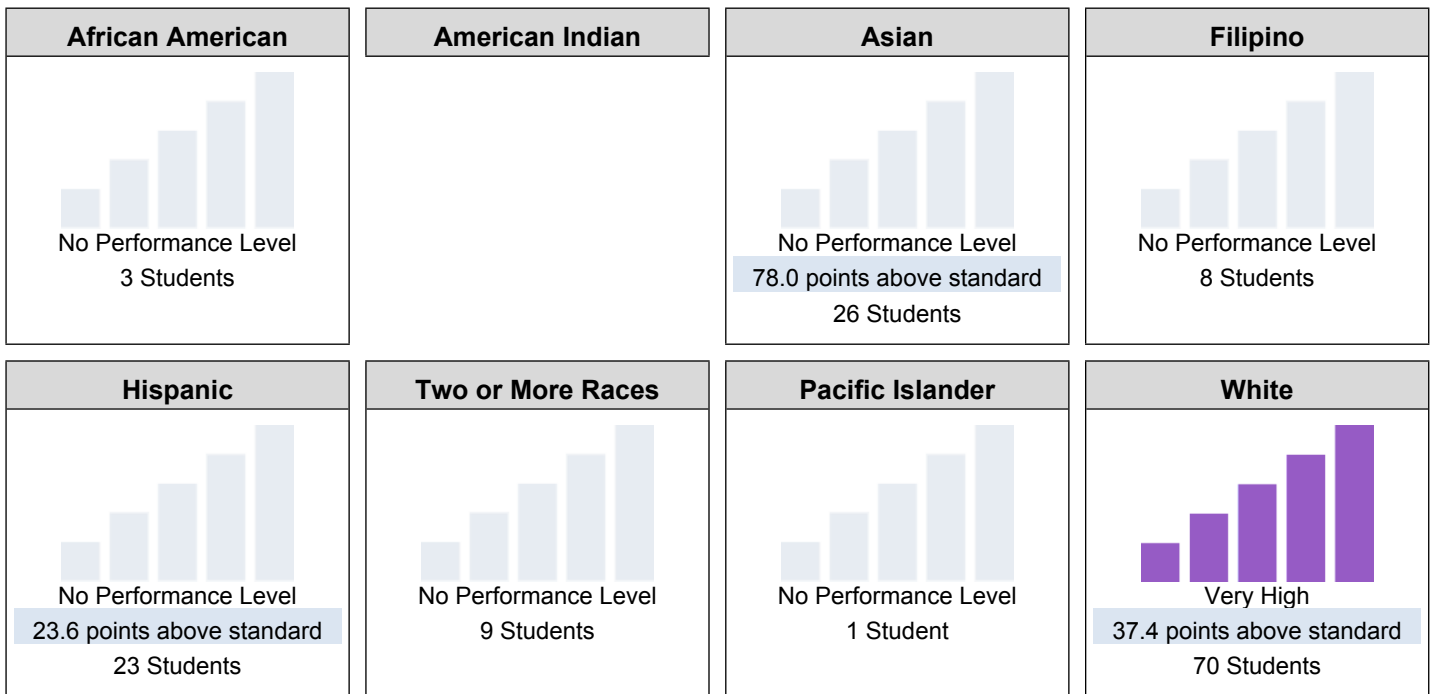 African American
No Performance Level
3 Students
American Indian
Asian
No Performance Level
78.0 points above standard
26 Students
Filipino
No Performance Level
8 Students
Hispanic
No Performance Level
23.6 points above standard
23 Students
Two or More Races
No Performance Level
9 Students
Pacific Islander
No Performance Level
1 Student
White
Very High
37.4 points above standard
70 Students